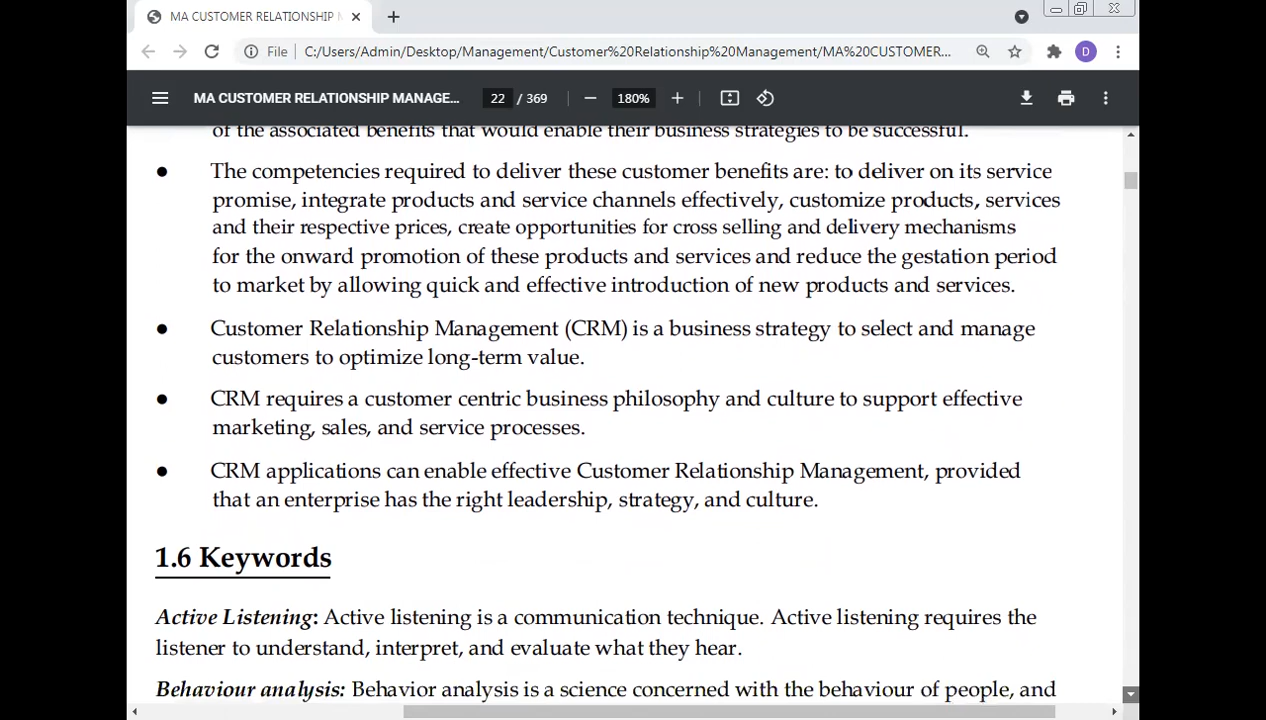 MA CUSTOMER RELATIONSHIP M
File C:/Users/Admin/Desktop/Management/Customer%20Relationship%20Management/MA%20CUSTOMER...
D
MA CUSTOMER RELATIONSHIP MANAGE... 22 / 369 180%
of the associated benefits that would enable their business strategies to be successful.
● The competencies required to deliver these customer benefits are: to deliver on its service
promise, integrate products and service channels effectively, customize products, services
and their respective prices, create opportunities for cross selling and delivery mechanisms
for the onward promotion of these products and services and reduce the gestation period
to market by allowing quick and effective introduction of new products and services.
● Customer Relationship Management (CRM) is a business strategy to select and manage
customers to optimize long-term value.
● CRM requires a customer centric business philosophy and culture to support effective
marketing, sales, and service processes.
● CRM applications can enable effective Customer Relationship Management, provided
that an enterprise has the right leadership, strategy, and culture.
1.6 Keywords
Active Listening: Active listening is a communication technique. Active listening requires the
listener to understand, interpret, and evaluate what they hear.
Behaviour analysis: Behavior analysis is a science concerned with the behaviour of people, and